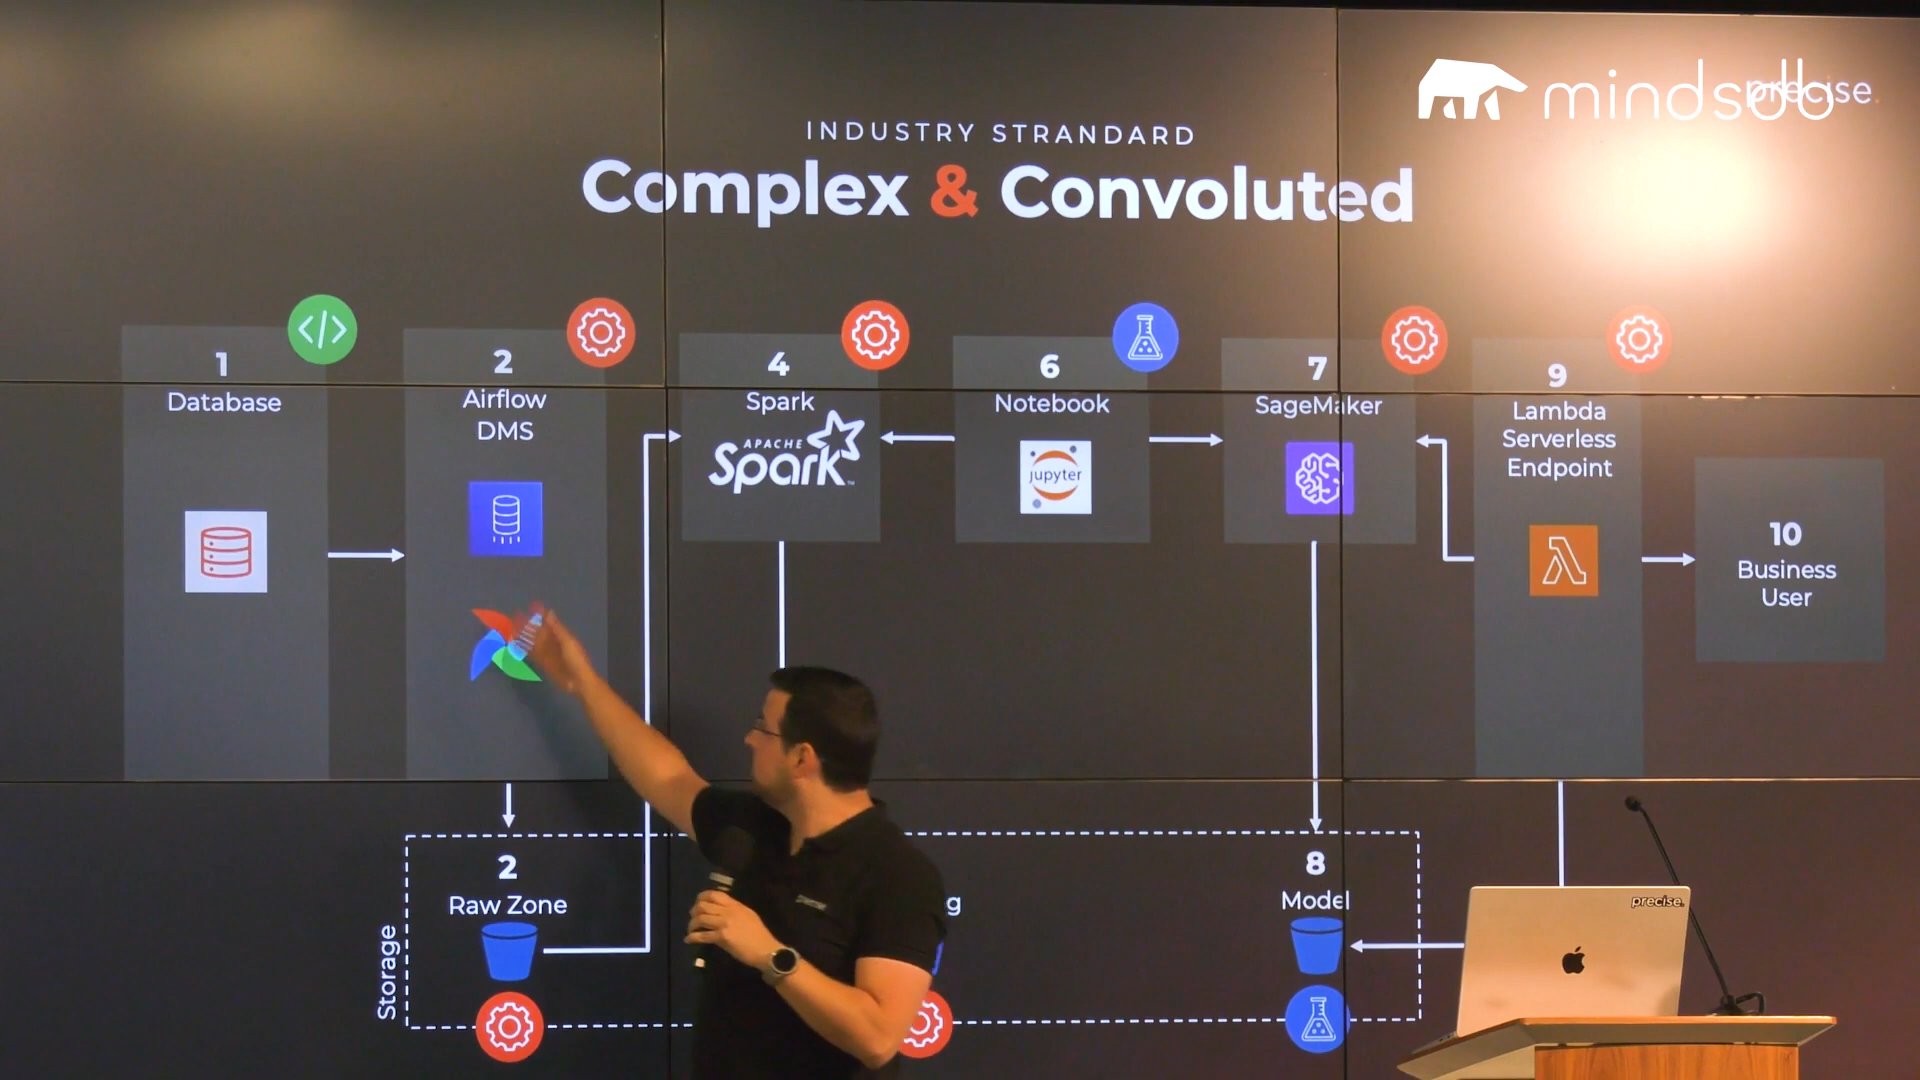 mindsdb
precise.
INDUSTRY STRANDARD
Complex & Convoluted
1
Database
2
Airflow
DMS
4
Spark
APACHE
Spark
TM
6
Notebook
jupyter
7
SageMaker
9
Lambda
Serverless
Endpoint
10
Business
User
Storage
2
Raw Zone
g
8
Model
precise.